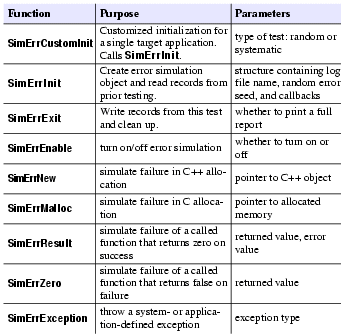 Function Purpose Parameters
SimErrCustomInit Customized initialization for a single target application. Calls SimErrInit. type of test: random or systematic
SimErrInit Create error simulation object and read records from prior testing. structure containing log file name, random error seed, and callbacks
SimErrExit Write records from this test and clean up. whether to print a full report
SimErrEnable turn on/off error simulation whether to turn on or off
SimErrNew simulate failure in C++ allo-cation pointer to C++ object
SimErrMalloc simulate failure in C alloca-tion pointer to allocated memory
SimErrResult simulate failure of a called function that returns zero on success returned value, error value
SimErrZero simulate failure of a called function that returns false on failure returned value
SimErrException throw a system- or applica-tion-defined exception exception type